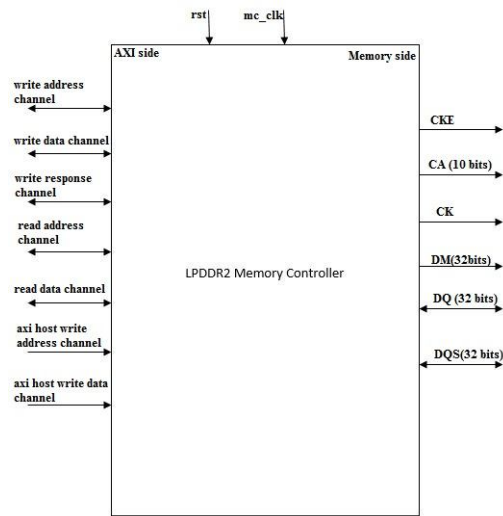 rst
mc_clk
AXI side
Memory side
write address
channel
write data channel
write response
channel
read address
channel
read data channel
axi host write
address channel
axi host write data
channel
LPDDR2 Memory Controller
CKE
CA (10 bits)
CK
DM(32bits)
DQ (32 bits)
DQS(32 bits)